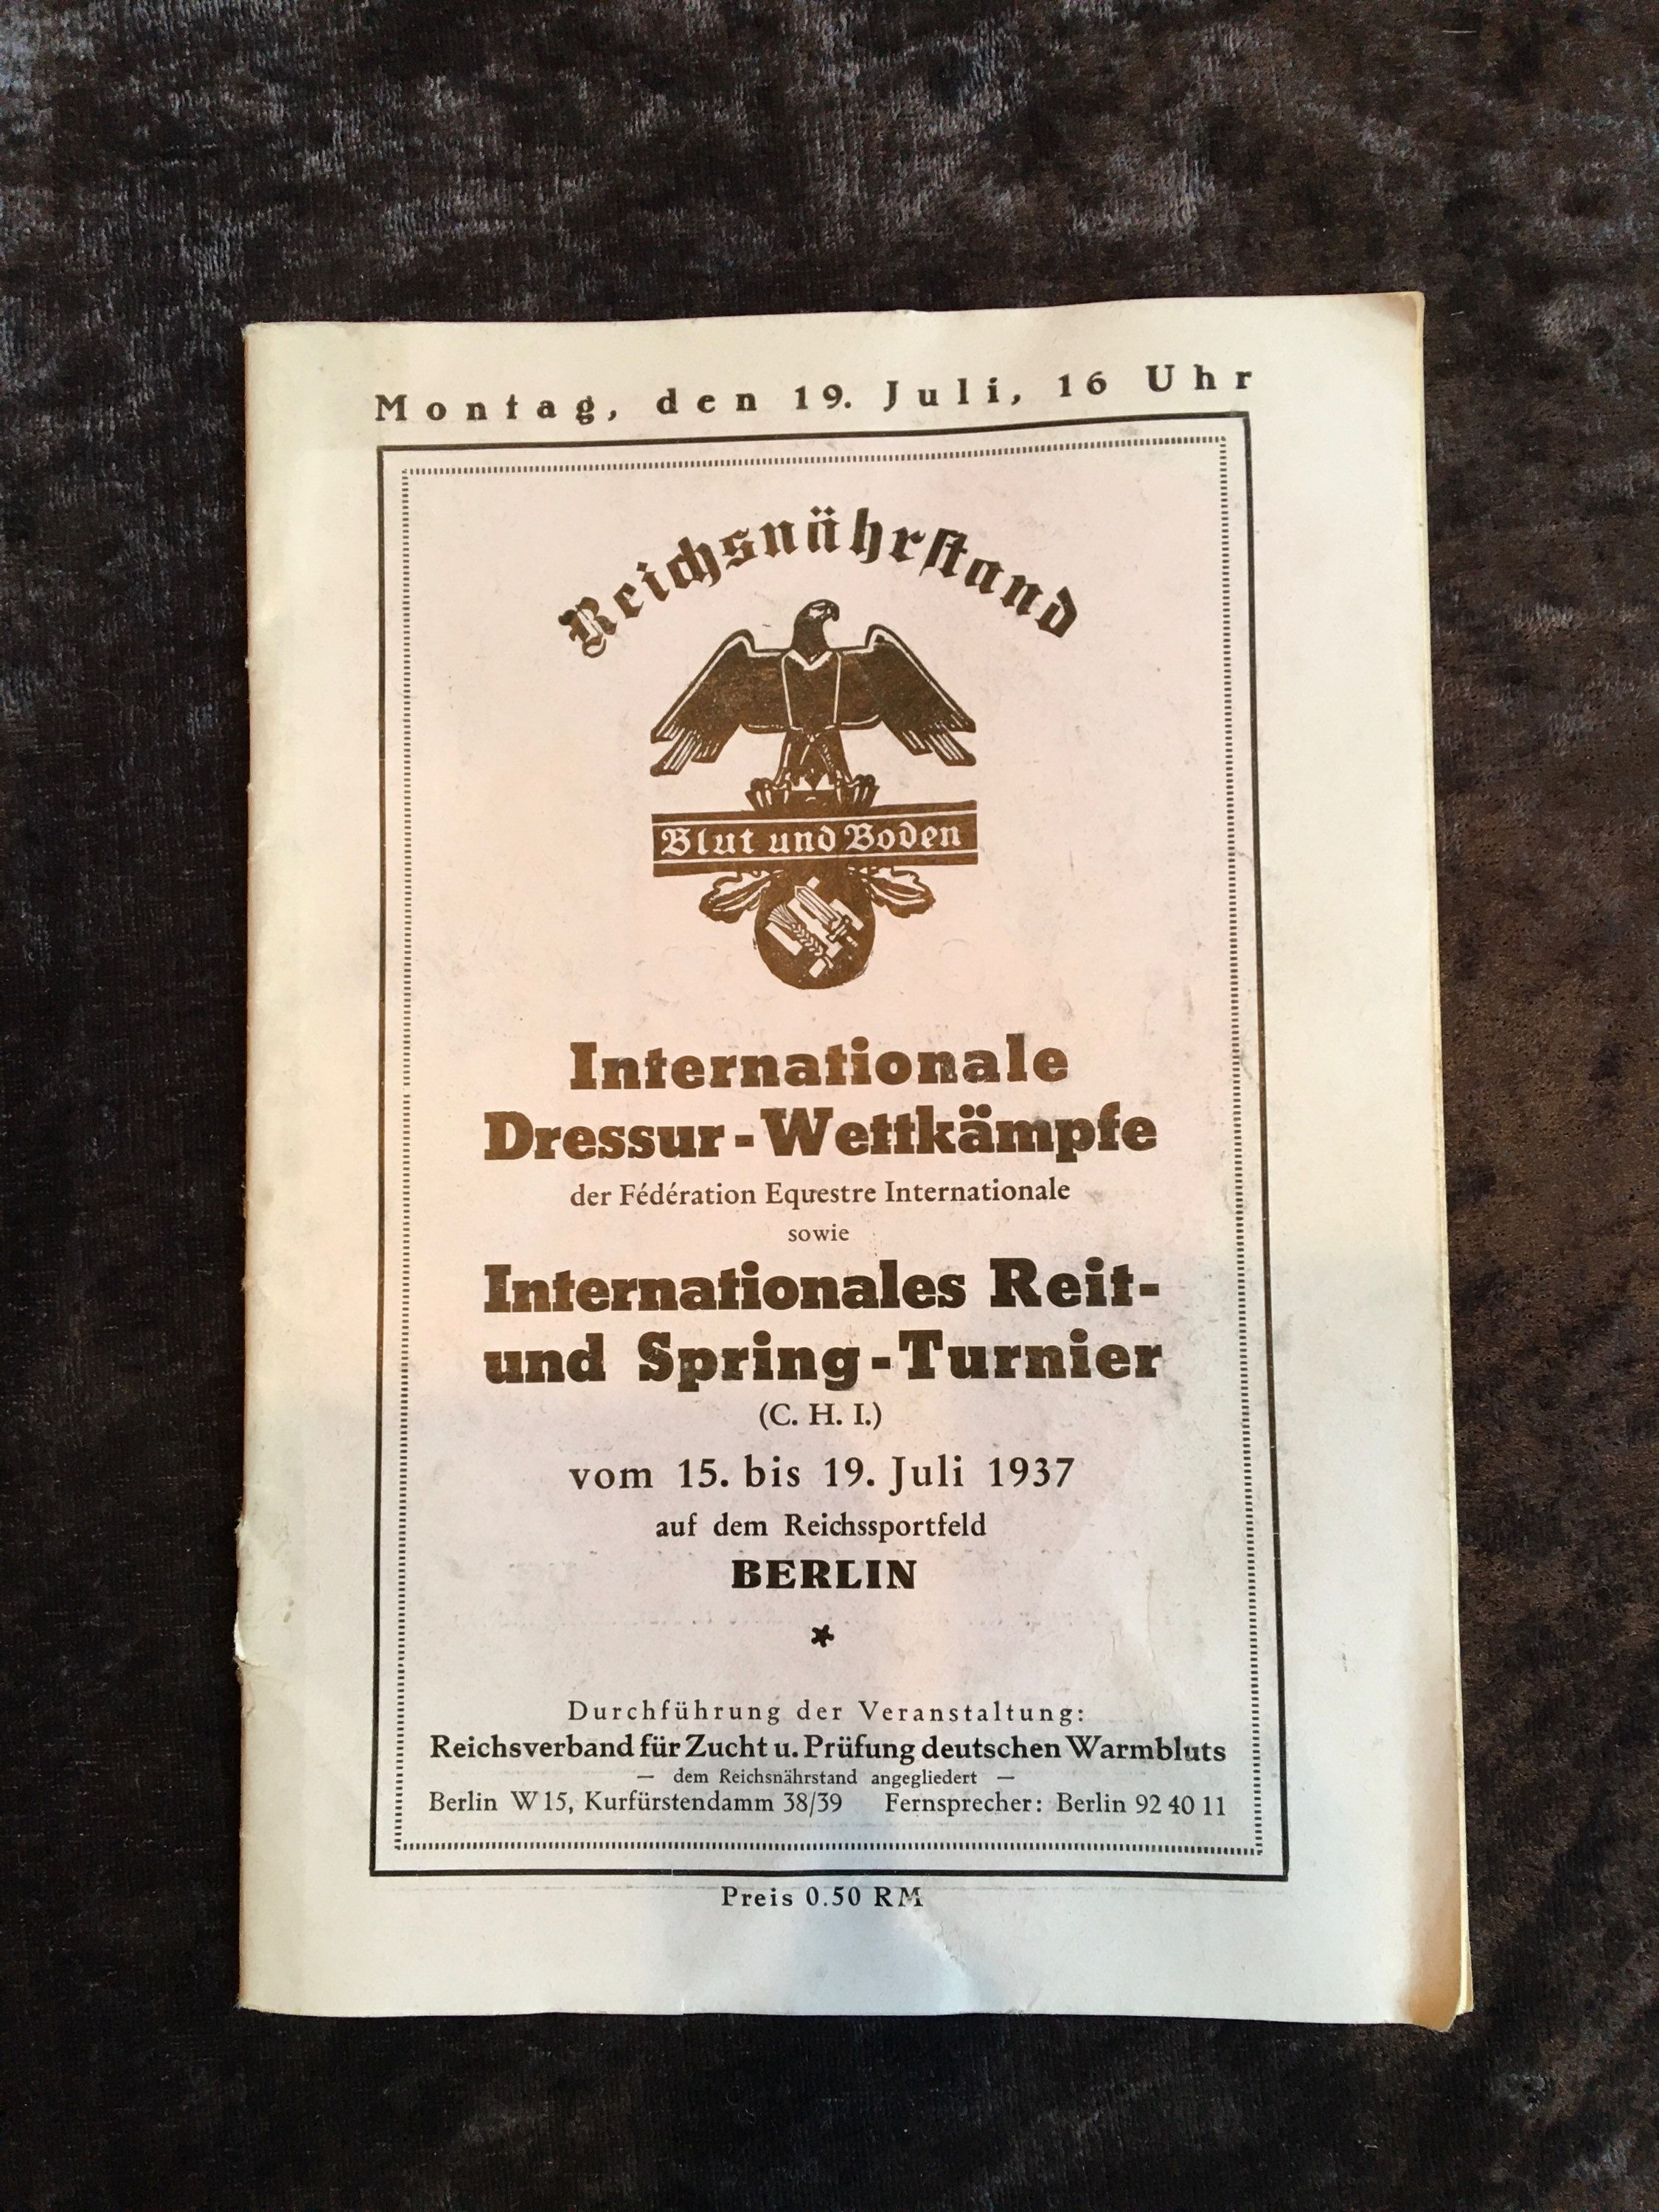 Montag, den 19. Juli, 16 Uhr
Reichsnährstand
Blut und Boden
Internationale
Dressur-Wettkämpfe
der Fédération Equestre Internationale
sowie
Internationales Reit-
und Spring-Turnier
(C. H. I.)
vom 15. bis 19. Juli 1937
auf dem Reichssportfeld
BERLIN
*
Durchführung der Veranstaltung:
Reichsverband für Zucht u. Prüfung deutschen Warmbluts
— dem Reichsnährstand angegliedert —
Berlin W 15, Kurfürstendamm 38/39 Fernsprecher: Berlin 92 40 11
Preis 0.50 RM